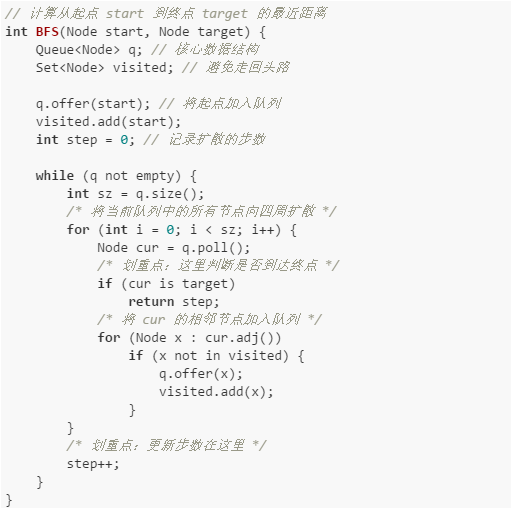 // 计算从起点 start 到终点 target 的最近距离
int BFS(Node start, Node target) {
    Queue<Node> q; // 核心数据结构
    Set<Node> visited; // 避免走回头路

    q.offer(start); // 将起点加入队列
    visited.add(start);
    int step = 0; // 记录扩散的步数

    while (q not empty) {
        int sz = q.size();
        /* 将当前队列中的所有节点向四周扩散 */
        for (int i = 0; i < sz; i++) {
            Node cur = q.poll();
            /* 划重点：这里判断是否到达终点 */
            if (cur is target)
                return step;
            /* 将 cur 的相邻节点加入队列 */
            for (Node x : cur.adj())
                if (x not in visited) {
                    q.offer(x);
                    visited.add(x);
                }
        }
        /* 划重点：更新步数在这里 */
        step++;
    }
}